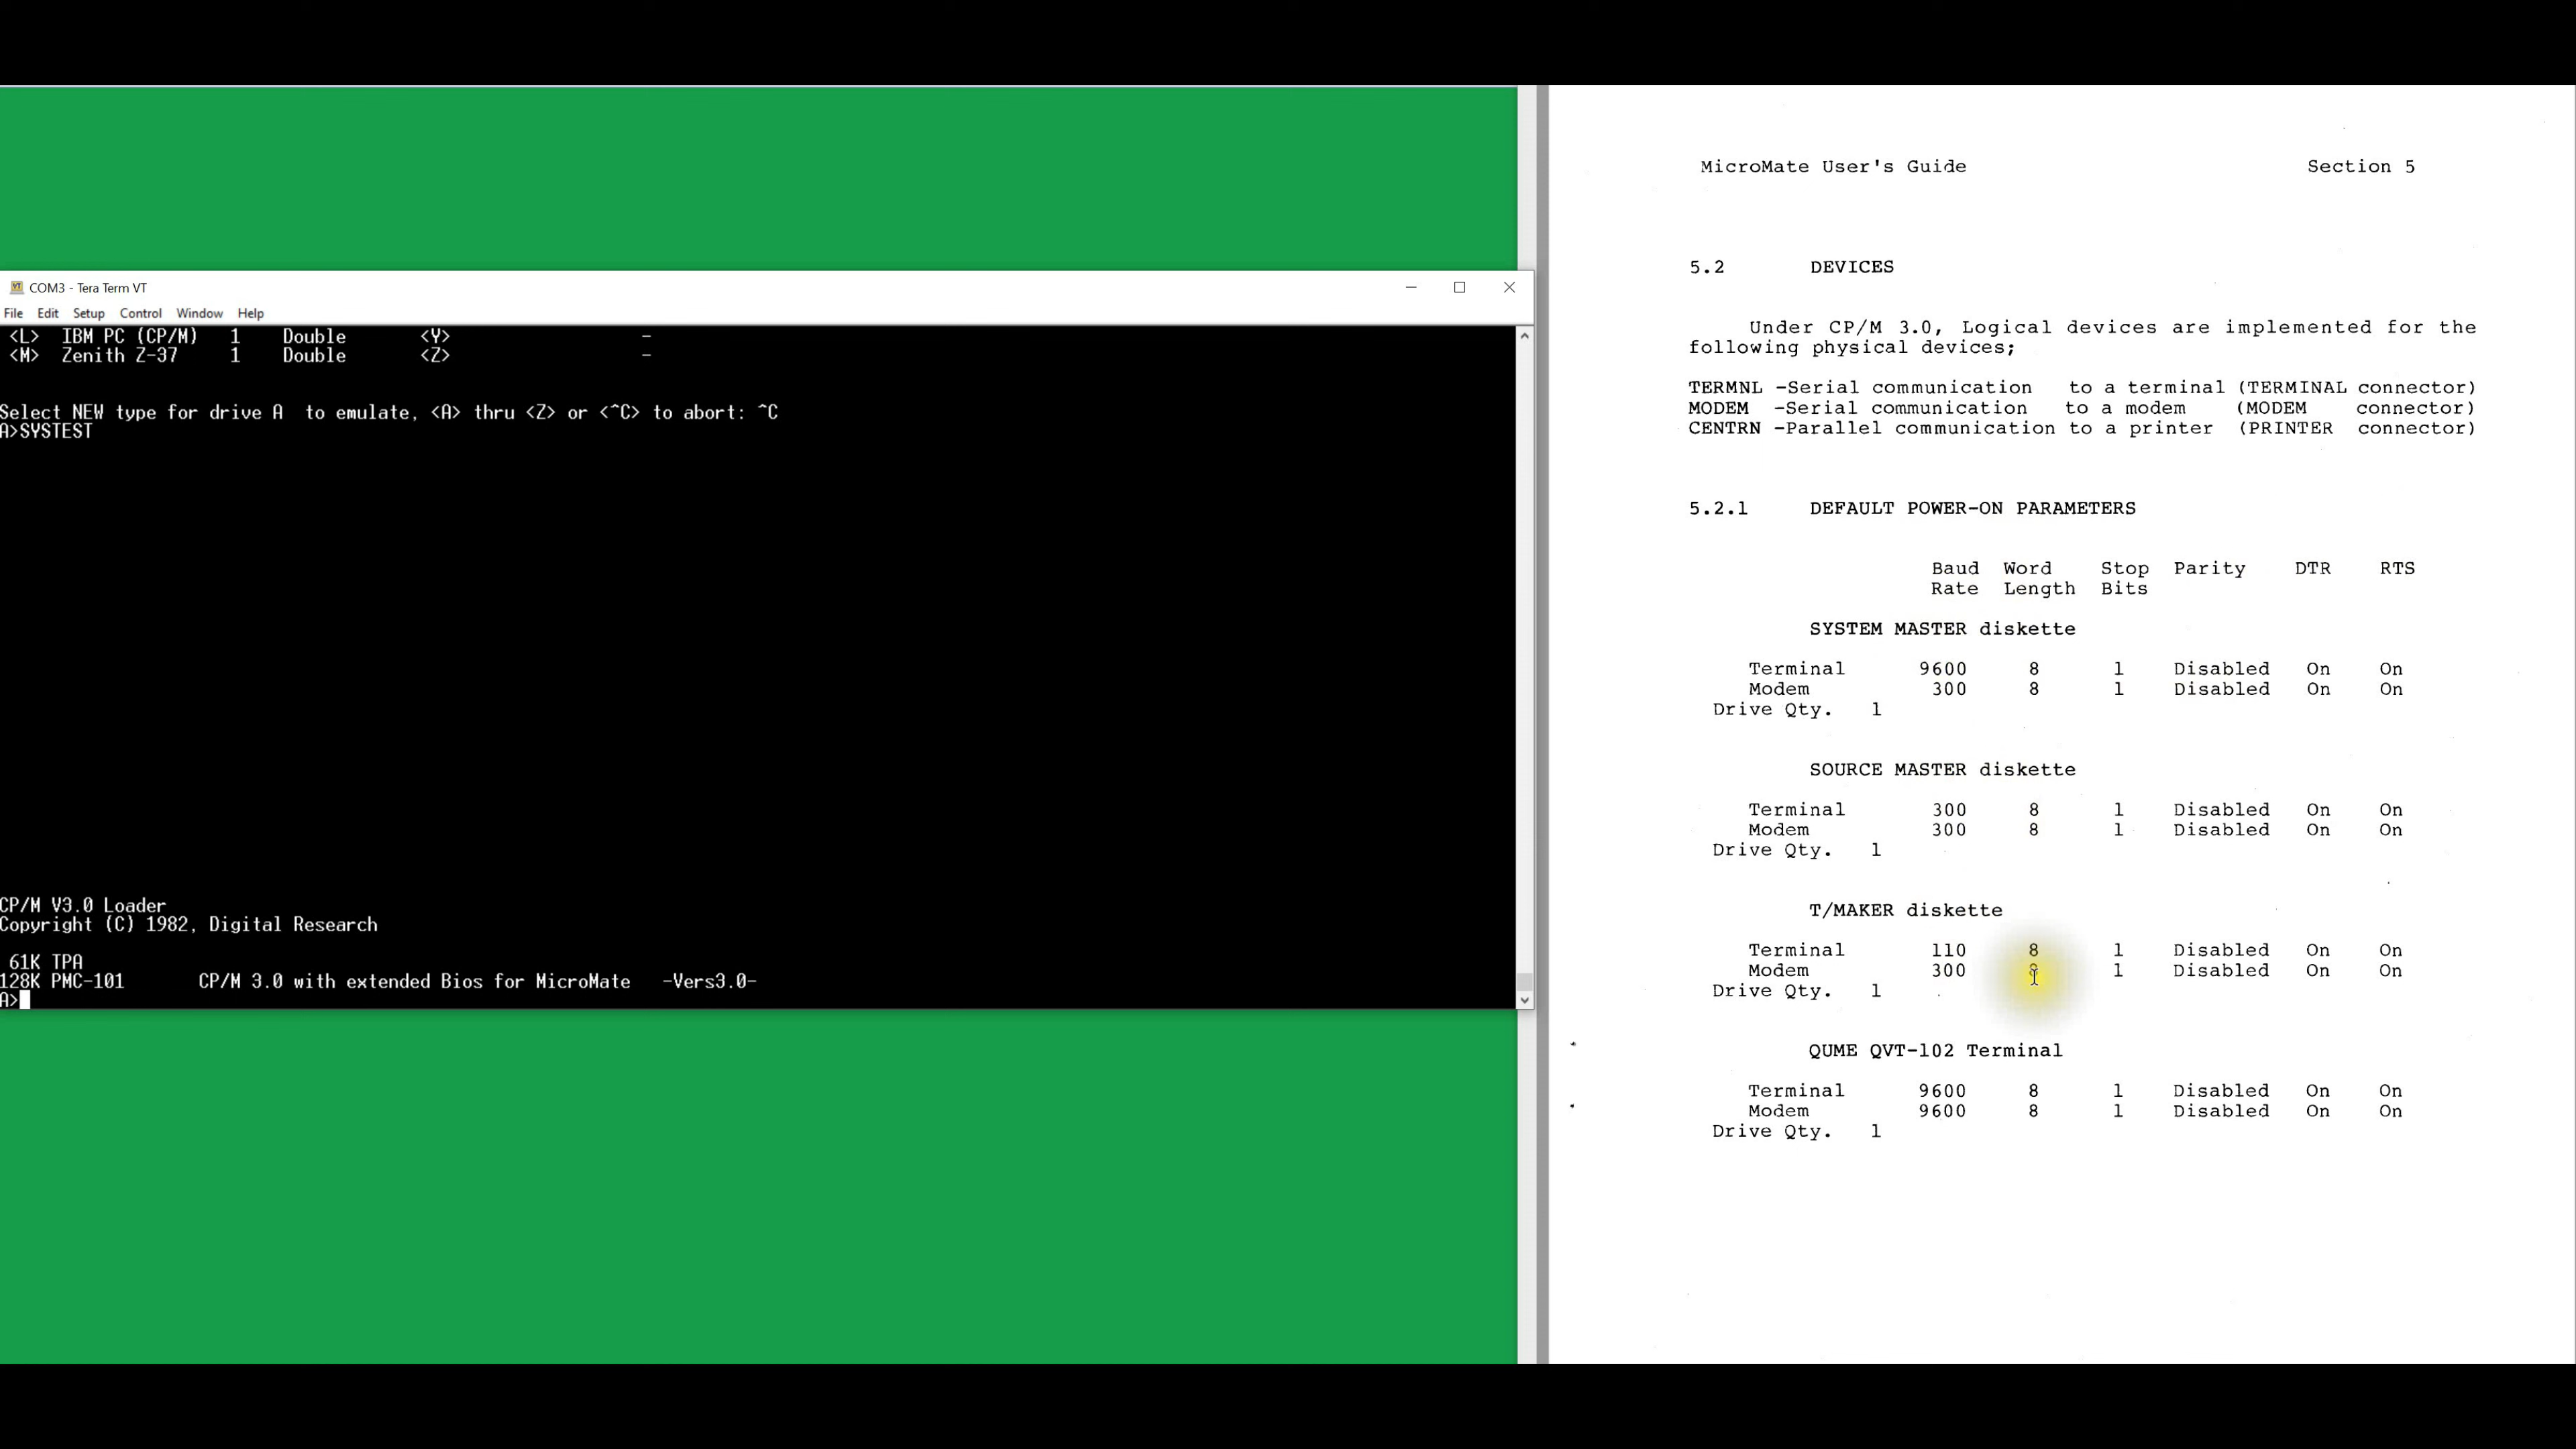 COM3 - Tera Term VT
File Edit Setup Control Window Help
<L> IBM PC (CP/M) 1 Double <Y> -
<M> Zenith Z-37 1 Double <Z> -
Select NEW type for drive A to emulate, <A> thru <Z> or <^C> to abort: ^C
A>SYSTEST
CP/M V3.0 Loader
Copyright (C) 1982, Digital Research
61K TPA
128K PMC-101 CP/M 3.0 with extended Bios for MicroMate -Vers3.0-
A>
MicroMate User's Guide Section 5
5.2 DEVICES
Under CP/M 3.0, Logical devices are implemented for the
following physical devices;
TERMNL -Serial communication to a terminal (TERMINAL connector)
MODEM -Serial communication to a modem (MODEM connector)
CENTRN -Parallel communication to a printer (PRINTER connector)
5.2.1 DEFAULT POWER-ON PARAMETERS
Baud Word Stop Parity DTR RTS
Rate Length Bits
SYSTEM MASTER diskette
Terminal 9600 8 1 Disabled On On
Modem 300 8 1 Disabled On On
Drive Qty. 1
SOURCE MASTER diskette
Terminal 300 8 1 Disabled On On
Modem 300 8 1 Disabled On On
Drive Qty. 1
T/MAKER diskette
Terminal 110 8 1 Disabled On On
Modem 300 8 1 Disabled On On
Drive Qty. 1
QUME QVT-102 Terminal
Terminal 9600 8 1 Disabled On On
Modem 9600 8 1 Disabled On On
Drive Qty. 1